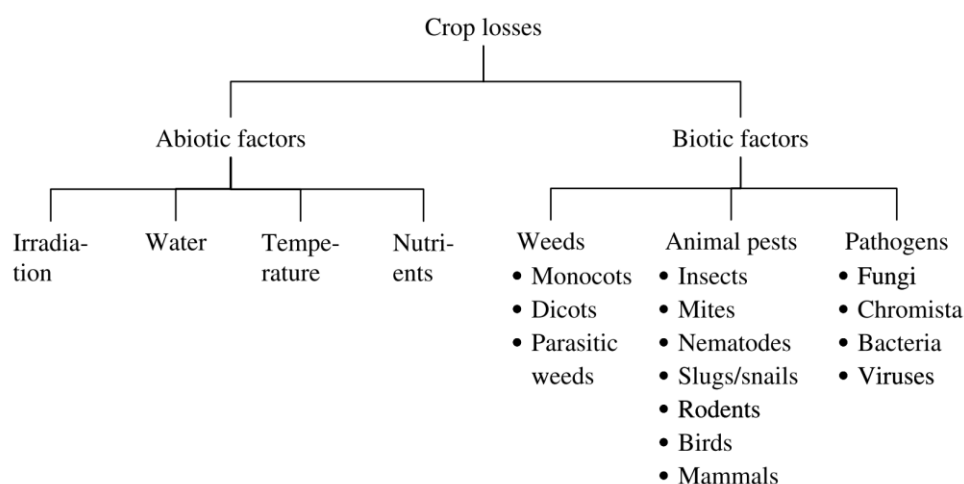 Crop losses
Abiotic factors
Biotic factors
Irradia-
tion
Water
Tempe-
rature
Nutri-
ents
Weeds
• Monocots
• Dicots
• Parasitic
weeds
Animal pests
• Insects
• Mites
• Nematodes
• Slugs/snails
• Rodents
• Birds
• Mammals
Pathogens
• Fungi
• Chromista
• Bacteria
• Viruses